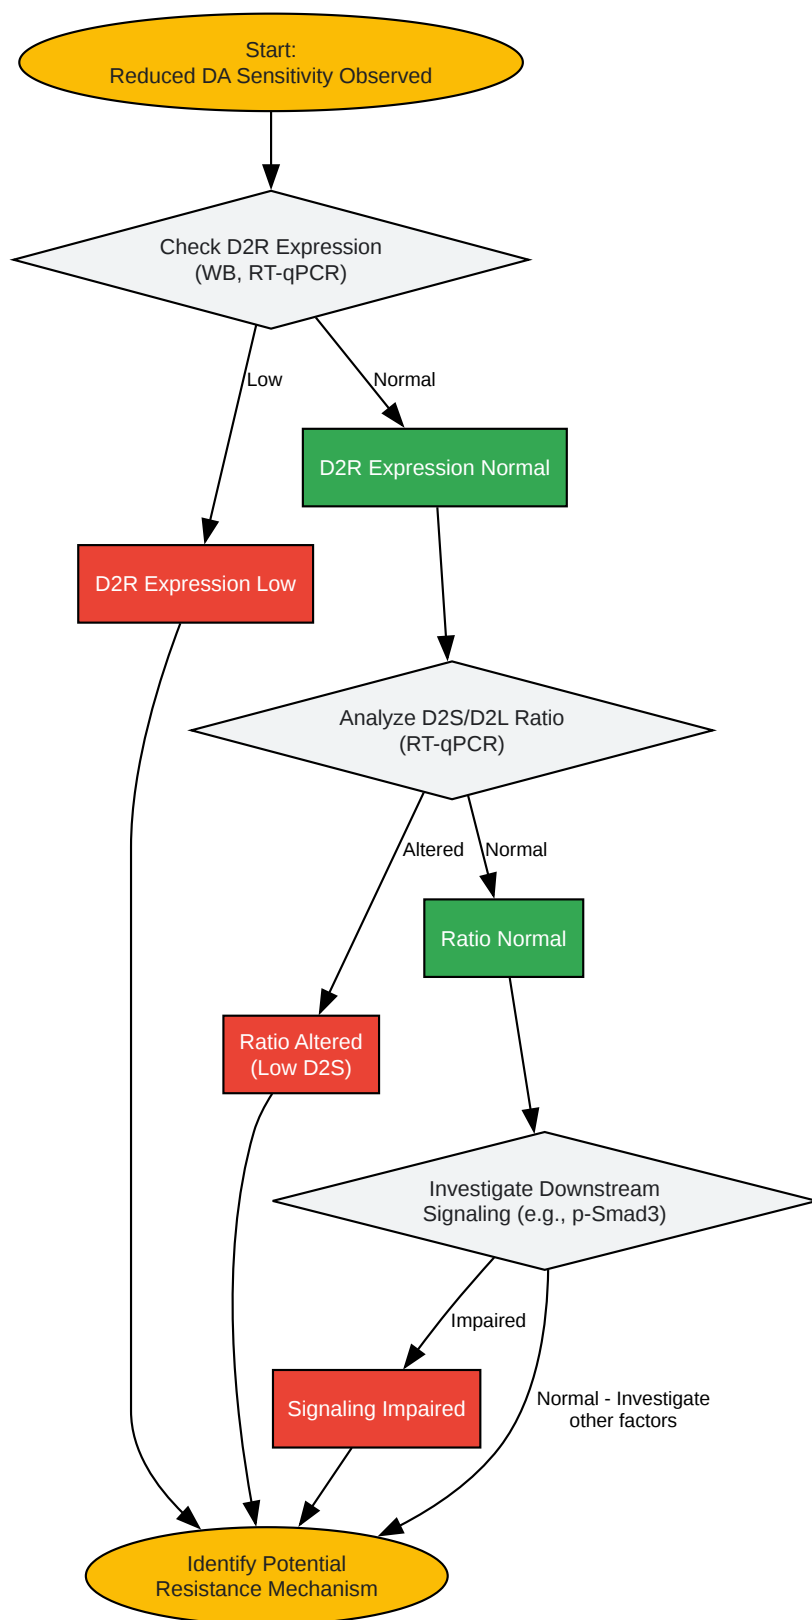 Start:
Reduced DA Sensitivity Observed
Check D2R Expression
(WB, RT-qPCR)
Low
Normal
D2R Expression Normal
D2R Expression Low
Analyze D2S/D2L Ratio
(RT-qPCR)
Altered
Normal
Ratio Normal
Ratio Altered
(Low D2S)
Investigate Downstream
Signaling (e.g., p-Smad3)
Impaired
Signaling Impaired
Normal - Investigate
other factors
Identify Potential
Resistance Mechanism